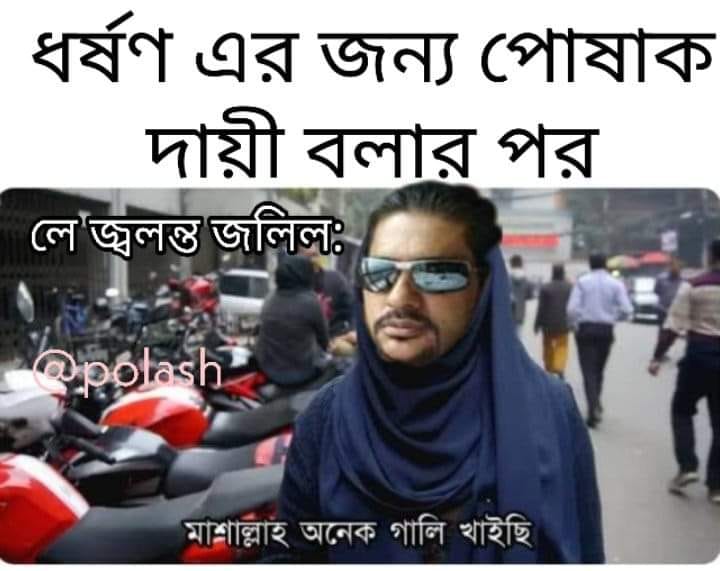 ধর্ষণ এর জন্য পোষাক
দায়ী বলার পর
লে জ্বলন্ত জলিল:
@polash
মাশাল্লাহ অনেক গালি খাইছি